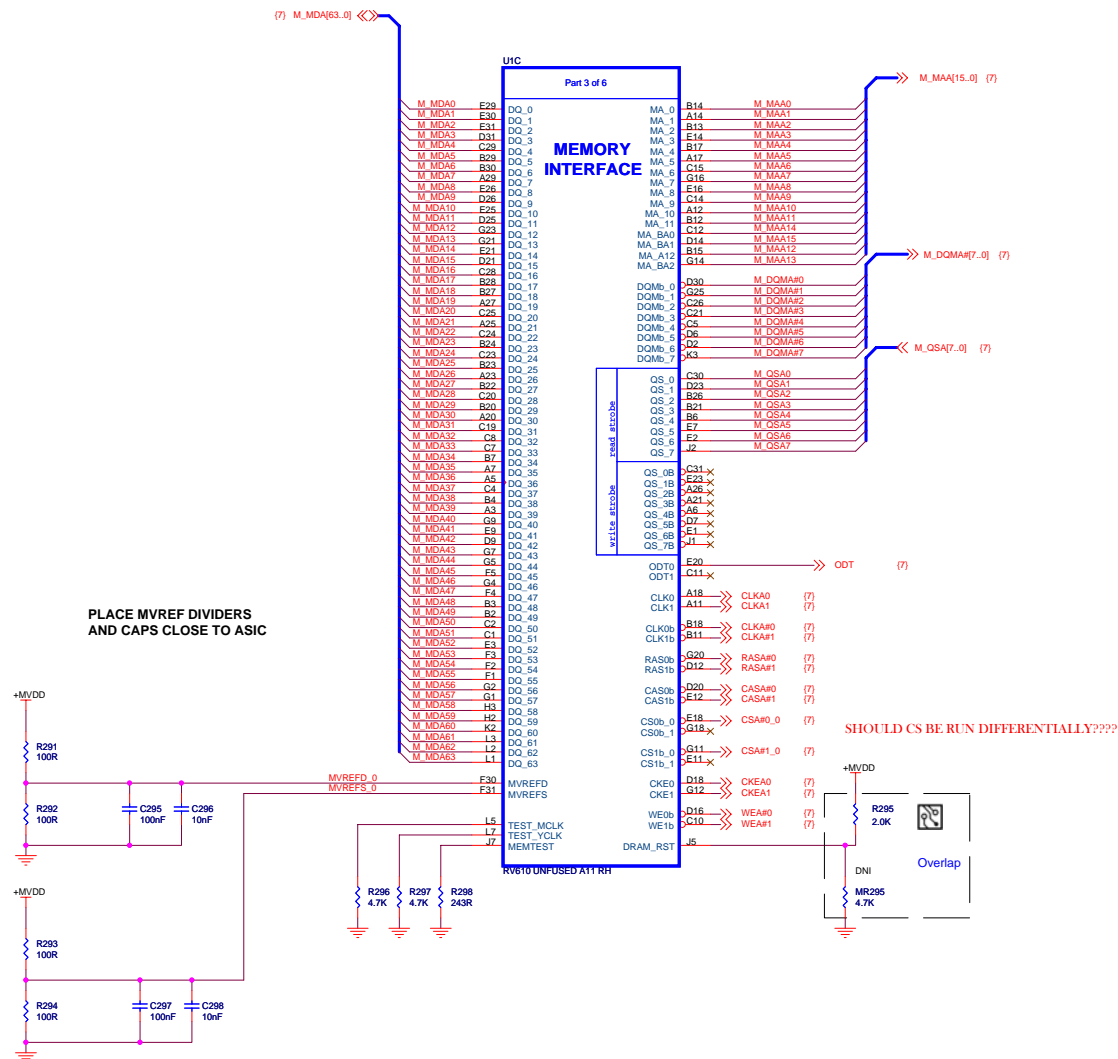 {7} M_MDA[63..0]
U1C
Part 3 of 6
MEMORY
INTERFACE
M_MDA0 E29 DQ_0
M_MDA1 E30 DQ_1
M_MDA2 E31 DQ_2
M_MDA3 D31 DQ_3
M_MDA4 C29 DQ_4
M_MDA5 B29 DQ_5
M_MDA6 B30 DQ_6
M_MDA7 A29 DQ_7
M_MDA8 E26 DQ_8
M_MDA9 D26 DQ_9
M_MDA10 E25 DQ_10
M_MDA11 D25 DQ_11
M_MDA12 G23 DQ_12
M_MDA13 G21 DQ_13
M_MDA14 E21 DQ_14
M_MDA15 D21 DQ_15
M_MDA16 C28 DQ_16
M_MDA17 B28 DQ_17
M_MDA18 B27 DQ_18
M_MDA19 A27 DQ_19
M_MDA20 C25 DQ_20
M_MDA21 A25 DQ_21
M_MDA22 C24 DQ_22
M_MDA23 B24 DQ_23
M_MDA24 C23 DQ_24
M_MDA25 B23 DQ_25
M_MDA26 A23 DQ_26
M_MDA27 B22 DQ_27
M_MDA28 C20 DQ_28
M_MDA29 B20 DQ_29
M_MDA30 A20 DQ_30
M_MDA31 C19 DQ_31
M_MDA32 C8 DQ_32
M_MDA33 C7 DQ_33
M_MDA34 B7 DQ_34
M_MDA35 A7 DQ_35
M_MDA36 A5 DQ_36
M_MDA37 C4 DQ_37
M_MDA38 B4 DQ_38
M_MDA39 A3 DQ_39
M_MDA40 G9 DQ_40
M_MDA41 E9 DQ_41
M_MDA42 D9 DQ_42
M_MDA43 G7 DQ_43
M_MDA44 G5 DQ_44
M_MDA45 F5 DQ_45
M_MDA46 G4 DQ_46
M_MDA47 F4 DQ_47
M_MDA48 B3 DQ_48
M_MDA49 B2 DQ_49
M_MDA50 C2 DQ_50
M_MDA51 C1 DQ_51
M_MDA52 E3 DQ_52
M_MDA53 F3 DQ_53
M_MDA54 F2 DQ_54
M_MDA55 F1 DQ_55
M_MDA56 G2 DQ_56
M_MDA57 G1 DQ_57
M_MDA58 H3 DQ_58
M_MDA59 H2 DQ_59
M_MDA60 K2 DQ_60
M_MDA61 L3 DQ_61
M_MDA62 L2 DQ_62
M_MDA63 L1 DQ_63
MVREFD_0 F30 MVREFD
MVREFS_0 F31 MVREFS
L5 TEST_MCLK
L7 TEST_YCLK
J7 MEMTEST
MA_0 B14 M_MAA0
MA_1 A14 M_MAA1
MA_2 B13 M_MAA2
MA_3 E14 M_MAA3
MA_4 B17 M_MAA4
MA_5 A17 M_MAA5
MA_6 C15 M_MAA6
MA_7 G16 M_MAA7
MA_8 E16 M_MAA8
MA_9 C14 M_MAA9
MA_10 A12 M_MAA10
MA_11 B12 M_MAA11
MA_BA0 C12 M_MAA14
MA_BA1 D14 M_MAA15
MA_A12 B15 M_MAA12
MA_BA2 G14 M_MAA13
M_MAA[15..0] {7}
DQMb_0 D30 M_DQMA#0
DQMb_1 G25 M_DQMA#1
DQMb_2 C26 M_DQMA#2
DQMb_3 C21 M_DQMA#3
DQMb_4 C5 M_DQMA#4
DQMb_5 D6 M_DQMA#5
DQMb_6 D2 M_DQMA#6
DQMb_7 K3 M_DQMA#7
M_DQMA#[7..0] {7}
read strobe
QS_0 C30 M_QSA0
QS_1 D23 M_QSA1
QS_2 B26 M_QSA2
QS_3 B21 M_QSA3
QS_4 B6 M_QSA4
QS_5 E7 M_QSA5
QS_6 E2 M_QSA6
QS_7 J2 M_QSA7
M_QSA[7..0] {7}
write strobe
QS_0B C31
QS_1B E23
QS_2B A26
QS_3B A21
QS_4B A6
QS_5B D7
QS_6B E1
QS_7B J1
ODT0 E20 ODT {7}
ODT1 C11
CLK0 A18 CLKA0 {7}
CLK1 A11 CLKA1 {7}
CLK0b B18 CLKA#0 {7}
CLK1b B11 CLKA#1 {7}
RAS0b G20 RASA#0 {7}
RAS1b D12 RASA#1 {7}
CAS0b D20 CASA#0 {7}
CAS1b E12 CASA#1 {7}
CS0b_0 E18 CSA#0_0 {7}
CS0b_1 G18
CS1b_0 G11 CSA#1_0 {7}
CS1b_1 E11
CKE0 D18 CKEA0 {7}
CKE1 G12 CKEA1 {7}
WE0b D16 WEA#0 {7}
WE1b C10 WEA#1 {7}
DRAM_RST J5
RV610 UNFUSED A11 RH
SHOULD CS BE RUN DIFFERENTIALLY????
+MVDD
R295
2.0K
Overlap
DNI
MR295
4.7K
PLACE MVREF DIVIDERS
AND CAPS CLOSE TO ASIC
+MVDD
R291
100R
R292
100R
C295
100nF
C296
10nF
R296
4.7K
R297
4.7K
R298
243R
+MVDD
R293
100R
R294
100R
C297
100nF
C298
10nF